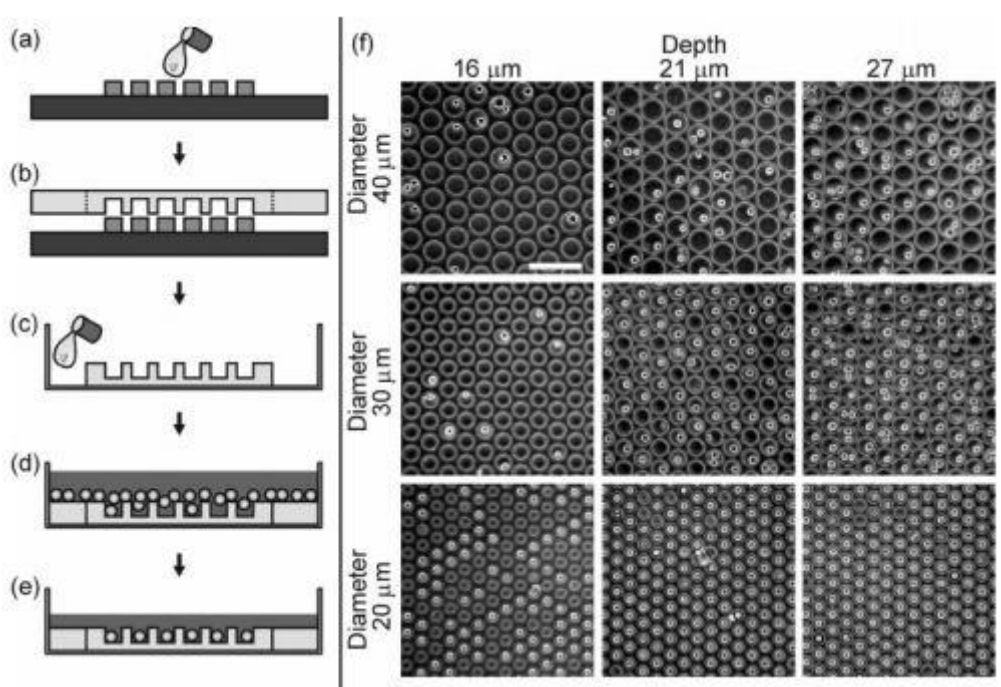 (a)
(b)
(c)
(d)
(e)
(f)
Depth
16 μm
21 μm
27 μm
Diameter
40 μm
Diameter
30 μm
Diameter
20 μm